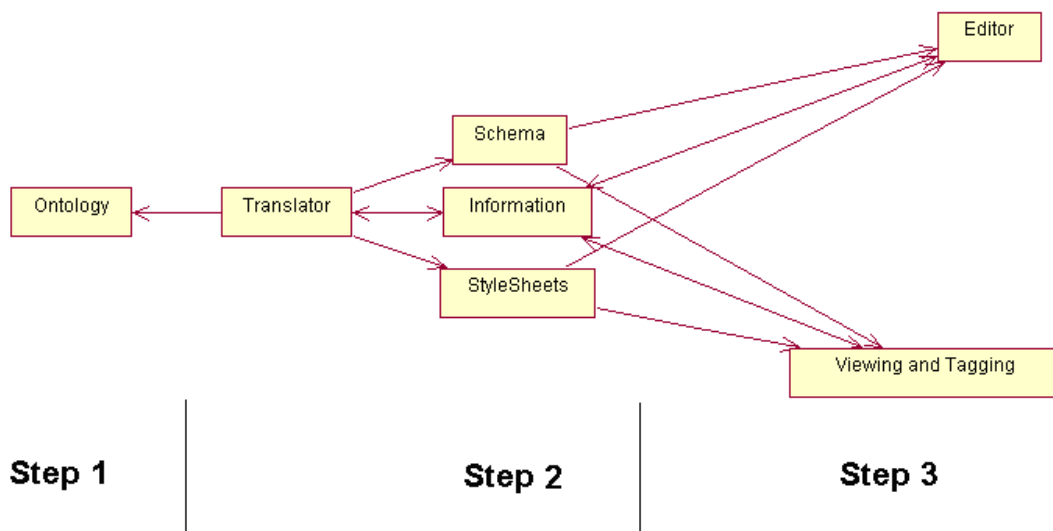 Editor
Schema
Ontology
Translator
Information
StyleSheets
Viewing and Tagging
Step 1
Step 2
Step 3